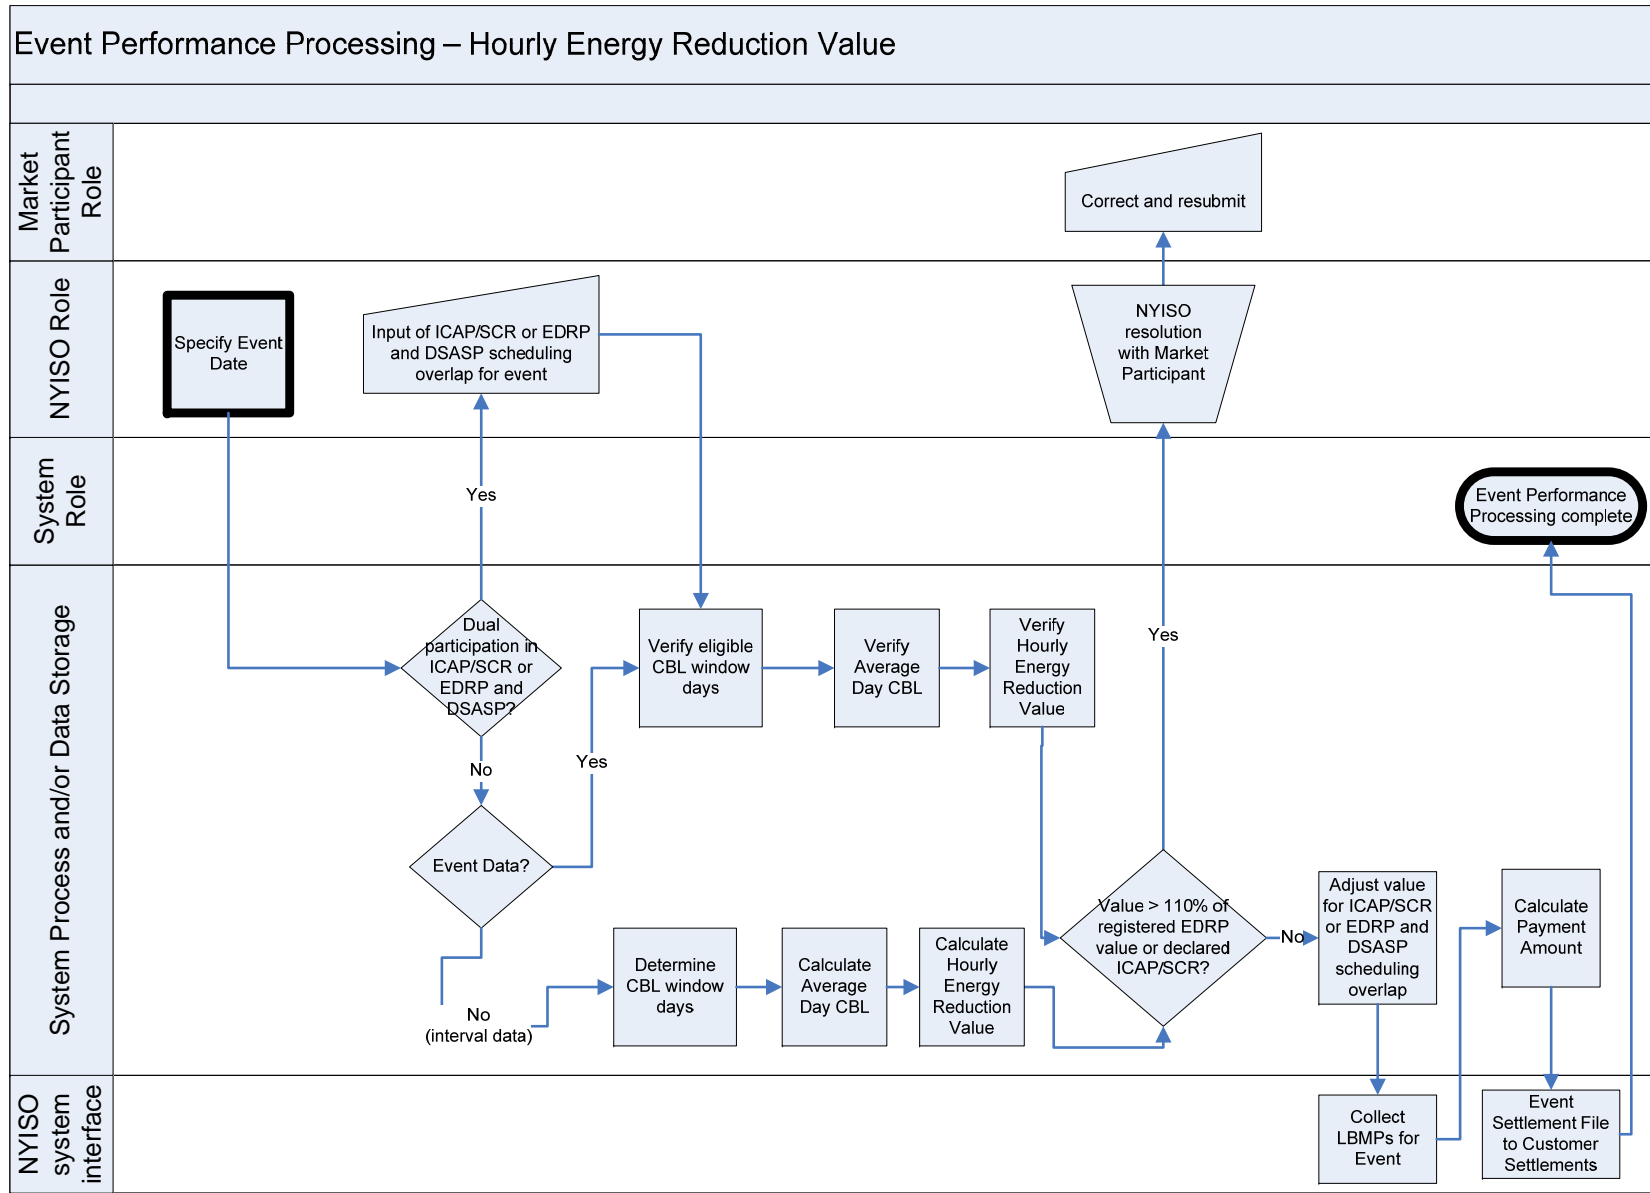 Event Performance Processing – Hourly Energy Reduction Value
Market
Participant
Role
Correct and resubmit
NYISO Role
Specify Event
Date
Input of ICAP/SCR or EDRP
and DSASP scheduling
overlap for event
NYISO
resolution
with Market
Participant
System
Role
Yes
Event Performance
Processing complete
System Process and/or Data Storage
Dual
participation in
ICAP/SCR or
EDRP and
DSASP?
Verify eligible
CBL window
days
Verify
Average
Day CBL
Verify
Hourly
Energy
Reduction
Value
Yes
No
Yes
Event Data?
No
(interval data)
Determine
CBL window
days
Calculate
Average
Day CBL
Calculate
Hourly
Energy
Reduction
Value
Value > 110% of
registered EDRP
value or declared
ICAP/SCR?
No
Adjust value
for ICAP/SCR
or EDRP and
DSASP
scheduling
overlap
Calculate
Payment
Amount
NYISO
system
interface
Collect
LBMPs for
Event
Event
Settlement File
to Customer
Settlements